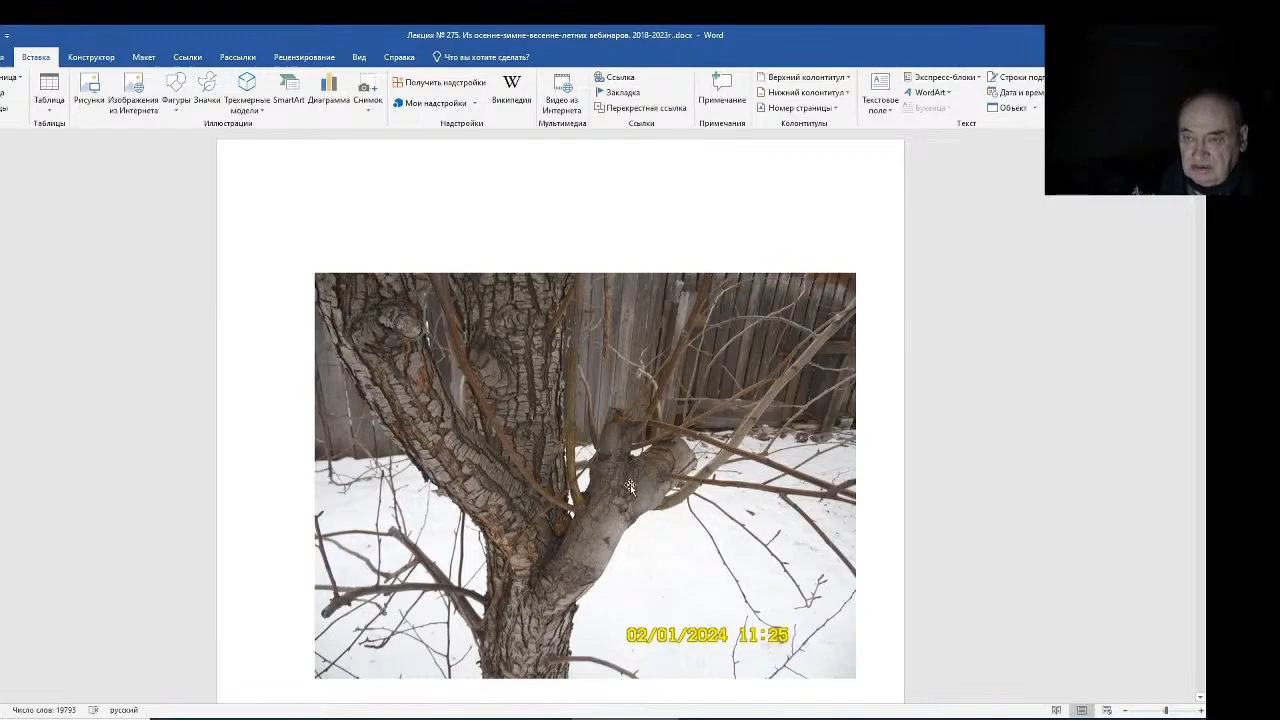 Лекция № 275. Из осенне-зимне-весенне-летних вебинаров. 2018-2023г..docx - Word
Вставка Конструктор Макет Ссылки Рассылки Рецензирование Вид Справка Что вы хотите сделать?
Таблица
Таблицы
Рисунки
Изображения из Интернета
Фигуры
Значки
Трехмерные модели
SmartArt
Диаграмма
Снимок
Иллюстрации
Получить надстройки
Мои надстройки
W
Википедия
Надстройки
Видео из Интернета
Мультимедиа
Ссылка
Закладка
Перекрестная ссылка
Ссылки
Примечание
Примечания
Верхний колонтитул
Нижний колонтитул
Номер страницы
Колонтитулы
Текстовое поле
Экспресс-блоки
WordArt
Буквица
Строки под
Дата и врем
Объект
Текст
02/01/2024 11:25
Число слов: 19793 русский